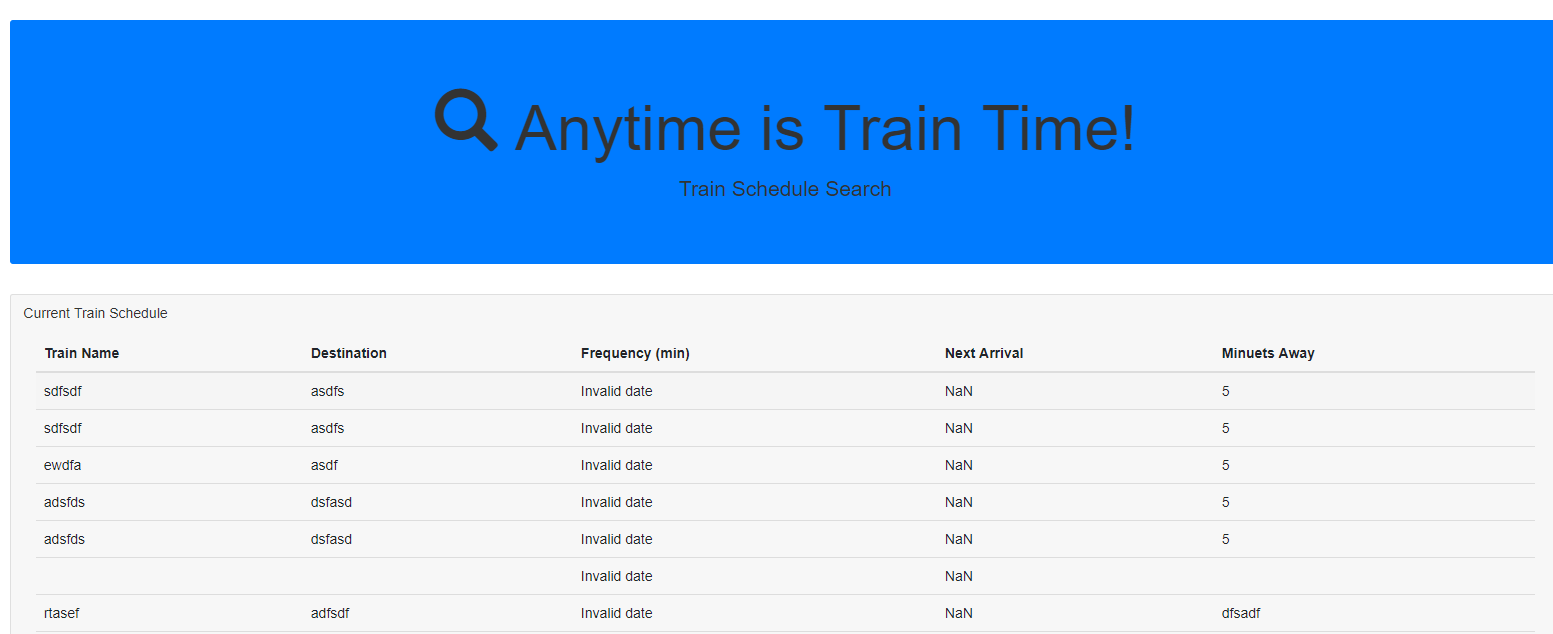 Anytime is Train Time!
Train Schedule Search
Current Train Schedule
Train Name Destination Frequency (min) Next Arrival Minuets Away
sdfsdf asdfs Invalid date NaN 5
sdfsdf asdfs Invalid date NaN 5
ewdfa asdf Invalid date NaN 5
adsfds dsfasd Invalid date NaN 5
adsfds dsfasd Invalid date NaN 5
Invalid date NaN
rtasef adfsdf Invalid date NaN dfsadf